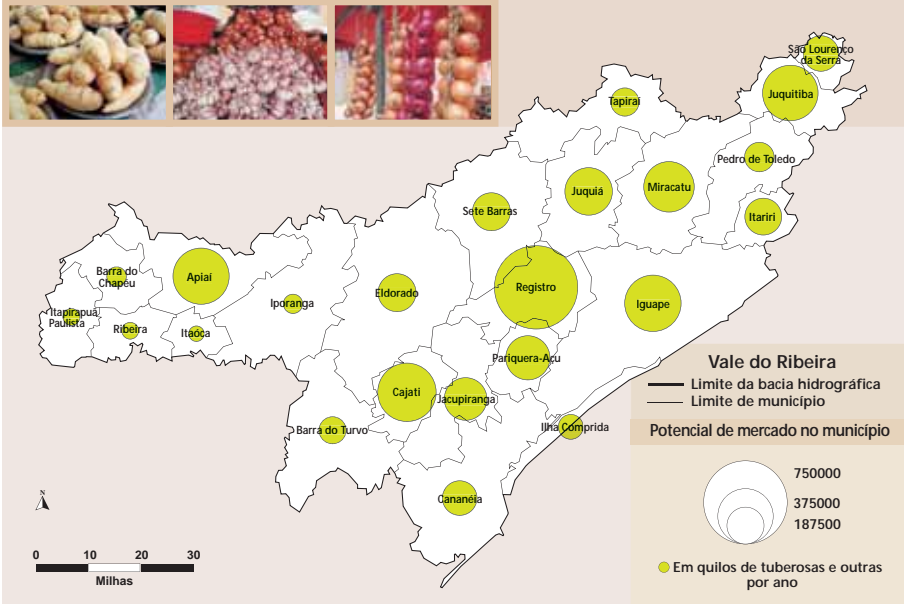 São Lourenço
da Serra
Juquitiba
Tapiraí
Pedro de Toledo
Juquiá
Miracatu
Sete Barras
Itariri
Barra do
Chapéu
Apiaí
Registro
Eldorado
Iporanga
Iguape
Itapirapuã
Paulista
Ribeira
Itaóca
Pariquera-Açu
Cajati
Jacupiranga
Barra do Turvo
Ilha Comprida
Cananéia
N
0 10 20 30
Milhas
Vale do Ribeira
Limite da bacia hidrográfica
Limite de município
Potencial de mercado no município
750000
375000
187500
Em quilos de tuberosas e outras
por ano